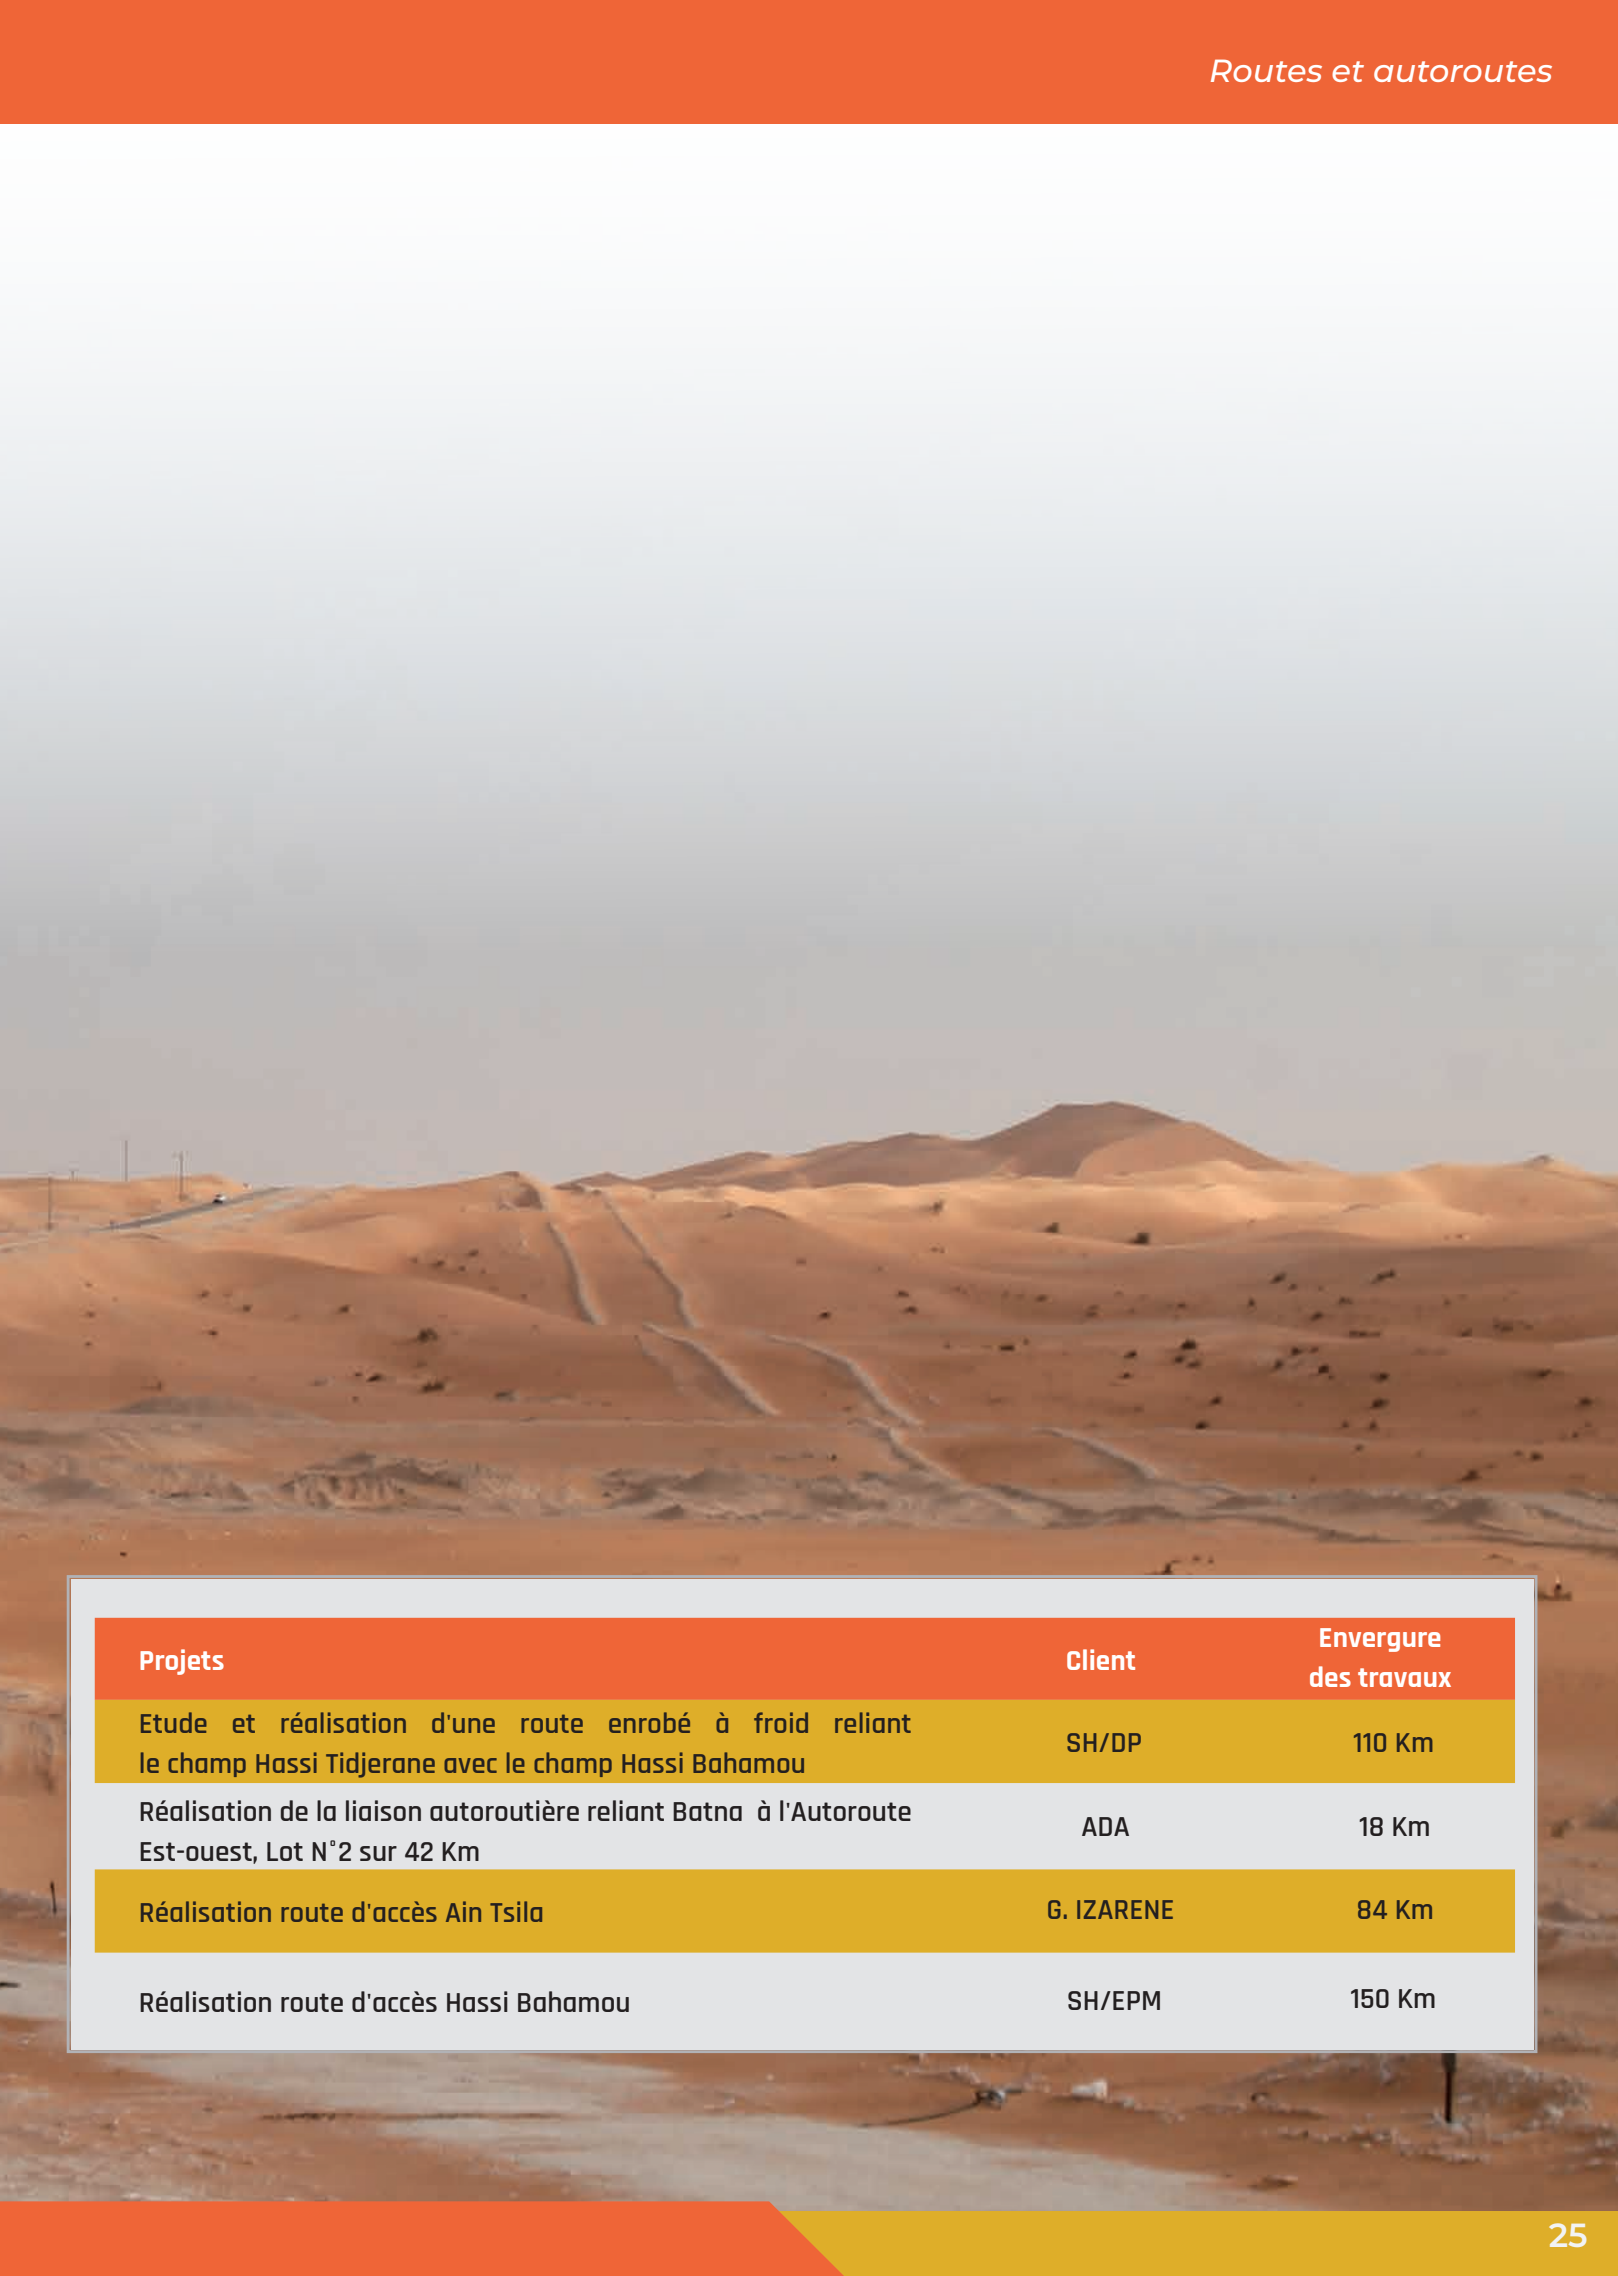 Routes et autoroutes
Projets Client Envergure
des travaux
Etude et réalisation d'une route enrobé à froid reliant
le champ Hassi Tidjerane avec le champ Hassi Bahamou
SH/DP 110 Km
Réalisation de la liaison autoroutière reliant Batna à l'Autoroute
Est-ouest, Lot N°2 sur 42 Km
ADA 18 Km
Réalisation route d'accès Ain Tsila G. IZARENE 84 Km
Réalisation route d'accès Hassi Bahamou SH/EPM 150 Km
25